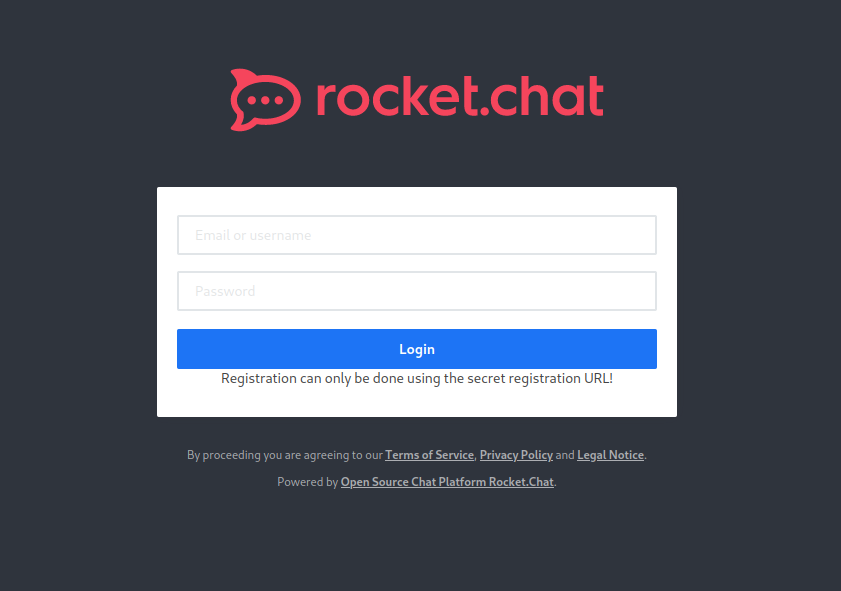 rocket.chat
Email or username
Password
Login
Registration can only be done using the secret registration URL!
By proceeding you are agreeing to our Terms of Service, Privacy Policy and Legal Notice.
Powered by Open Source Chat Platform Rocket.Chat.